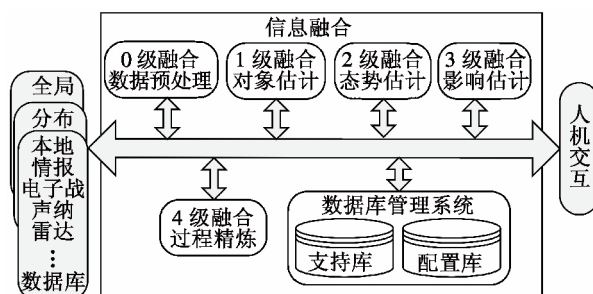 信息融合
0 级融合
数据预处理
1 级融合
对象估计
2 级融合
态势估计
3 级融合
影响估计
全局
分布
本地
情报
电子战
声纳
雷达
⋮
数据库
人机交互
4 级融合
过程精炼
数据库管理系统
支持库
配置库